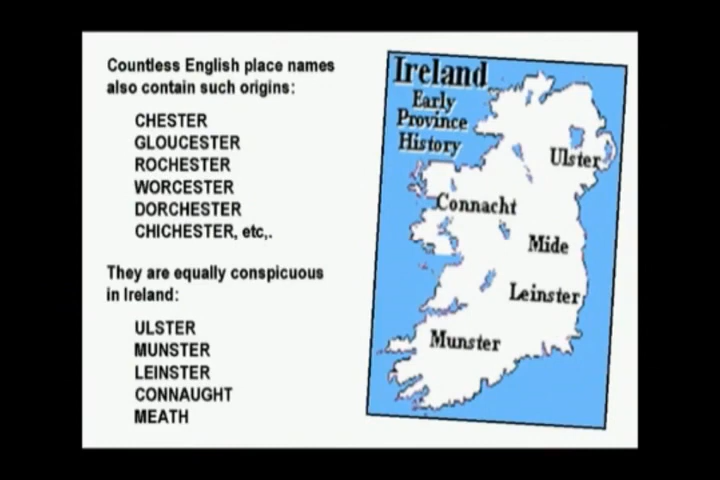 Countless English place names
also contain such origins:
CHESTER
GLOUCESTER
ROCHESTER
WORCESTER
DORCHESTER
CHICHESTER, etc,.
They are equally conspicuous
in Ireland:
ULSTER
MUNSTER
LEINSTER
CONNAUGHT
MEATH
Ireland
Early
Province
History
Ulster
Connacht
Mide
Leinster
Munster